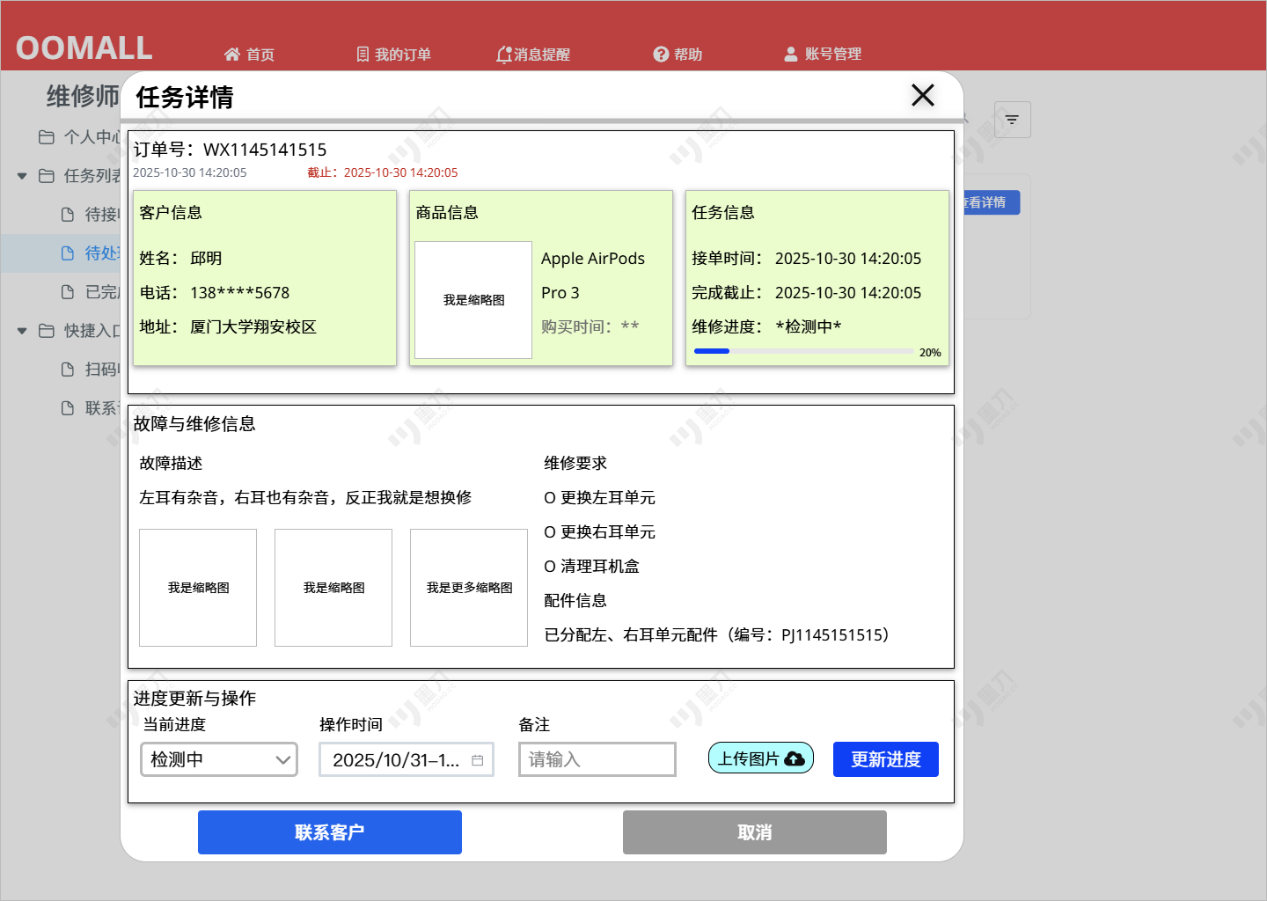 OOMALL
首页
我的订单
消息提醒
帮助
账号管理
维修师
个人中心
任务列表
待接
待处
已完
快捷入口
扫码
联系
查看详情
任务详情
订单号：WX1145141515
2025-10-30 14:20:05
截止：2025-10-30 14:20:05
客户信息
姓名： 邱明
电话： 138****5678
地址： 厦门大学翔安校区
商品信息
我是缩略图
Apple AirPods
Pro 3
购买时间：**
任务信息
接单时间： 2025-10-30 14:20:05
完成截止： 2025-10-30 14:20:05
维修进度： *检测中*
20%
故障与维修信息
故障描述
左耳有杂音，右耳也有杂音，反正我就是想换修
我是缩略图
我是缩略图
我是更多缩略图
维修要求
O 更换左耳单元
O 更换右耳单元
O 清理耳机盒
配件信息
已分配左、右耳单元配件（编号：PJ1145151515）
进度更新与操作
当前进度
检测中
操作时间
2025/10/31–1...
备注
请输入
上传图片
更新进度
联系客户
取消
墨刀